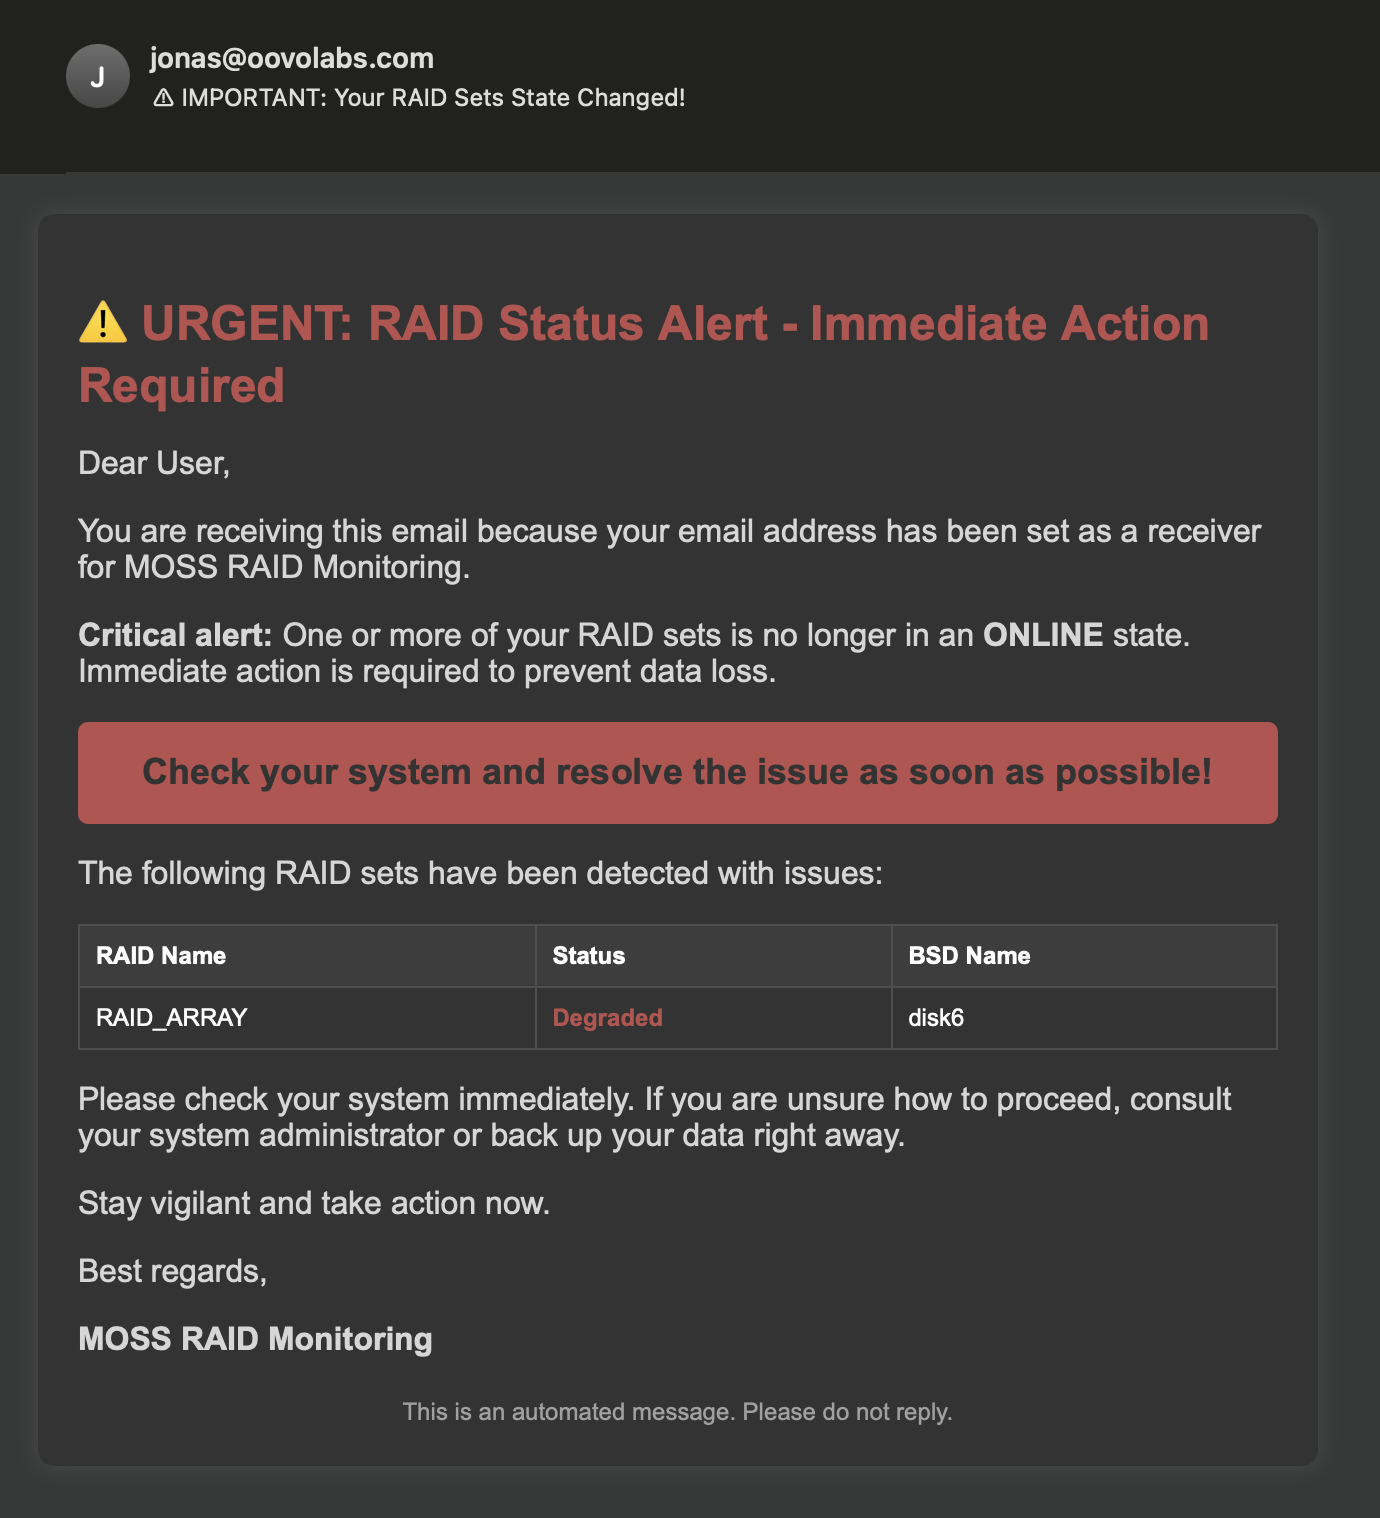 J
jonas@oovolabs.com
⚠ IMPORTANT: Your RAID Sets State Changed!
⚠️ URGENT: RAID Status Alert - Immediate Action
Required
Dear User,
You are receiving this email because your email address has been set as a receiver
for MOSS RAID Monitoring.
Critical alert: One or more of your RAID sets is no longer in an ONLINE state.
Immediate action is required to prevent data loss.
Check your system and resolve the issue as soon as possible!
The following RAID sets have been detected with issues:
RAID Name Status BSD Name
RAID_ARRAY Degraded disk6
Please check your system immediately. If you are unsure how to proceed, consult
your system administrator or back up your data right away.
Stay vigilant and take action now.
Best regards,
MOSS RAID Monitoring
This is an automated message. Please do not reply.